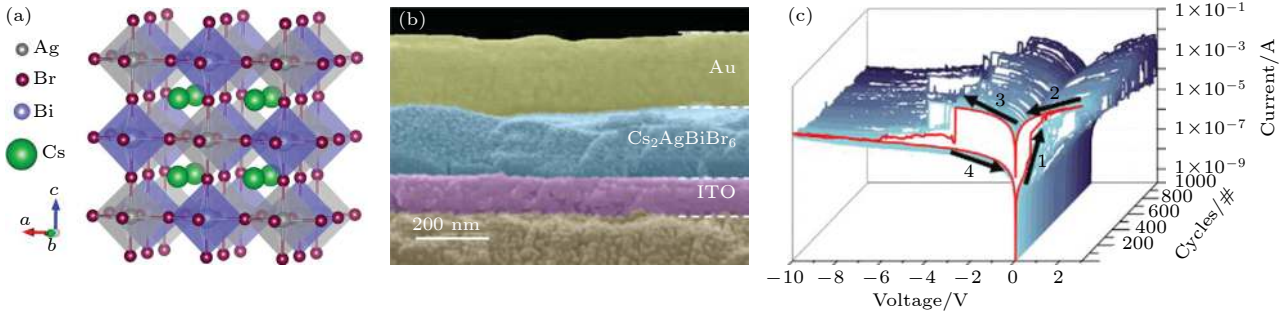 (a)
Ag
Br
Bi
Cs
c
a
b
(b)
Au
Cs₂AgBiBr₆
ITO
200 nm
(c)
1×10⁻¹
1×10⁻³
1×10⁻⁵
1×10⁻⁷
1×10⁻⁹
Current/A
1
2
3
4
1000
800
600
400
200
Cycles/#
−10 −8 −6 −4 −2 0 2
Voltage/V